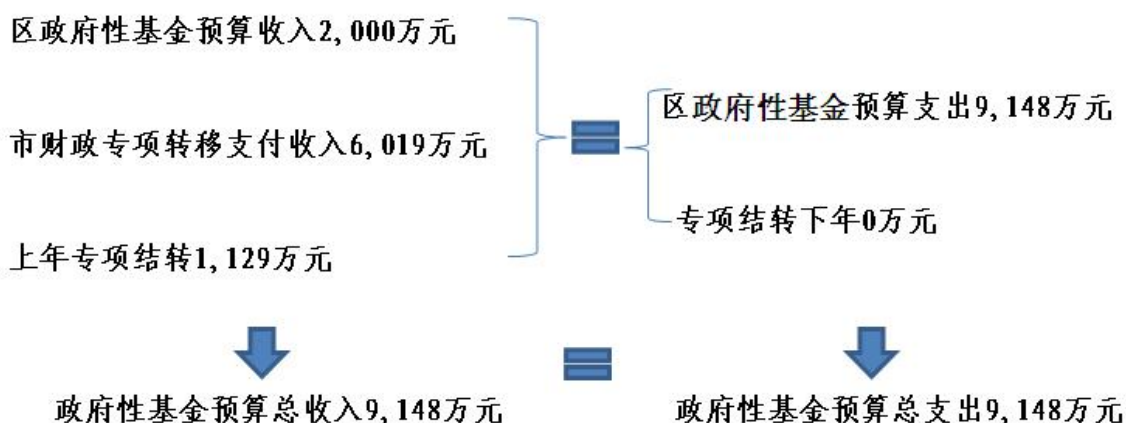 区政府性基金预算收入2,000万元
市财政专项转移支付收入6,019万元
上年专项结转1,129万元
区政府性基金预算支出9,148万元
专项结转下年0万元
政府性基金预算总收入9,148万元
政府性基金预算总支出9,148万元